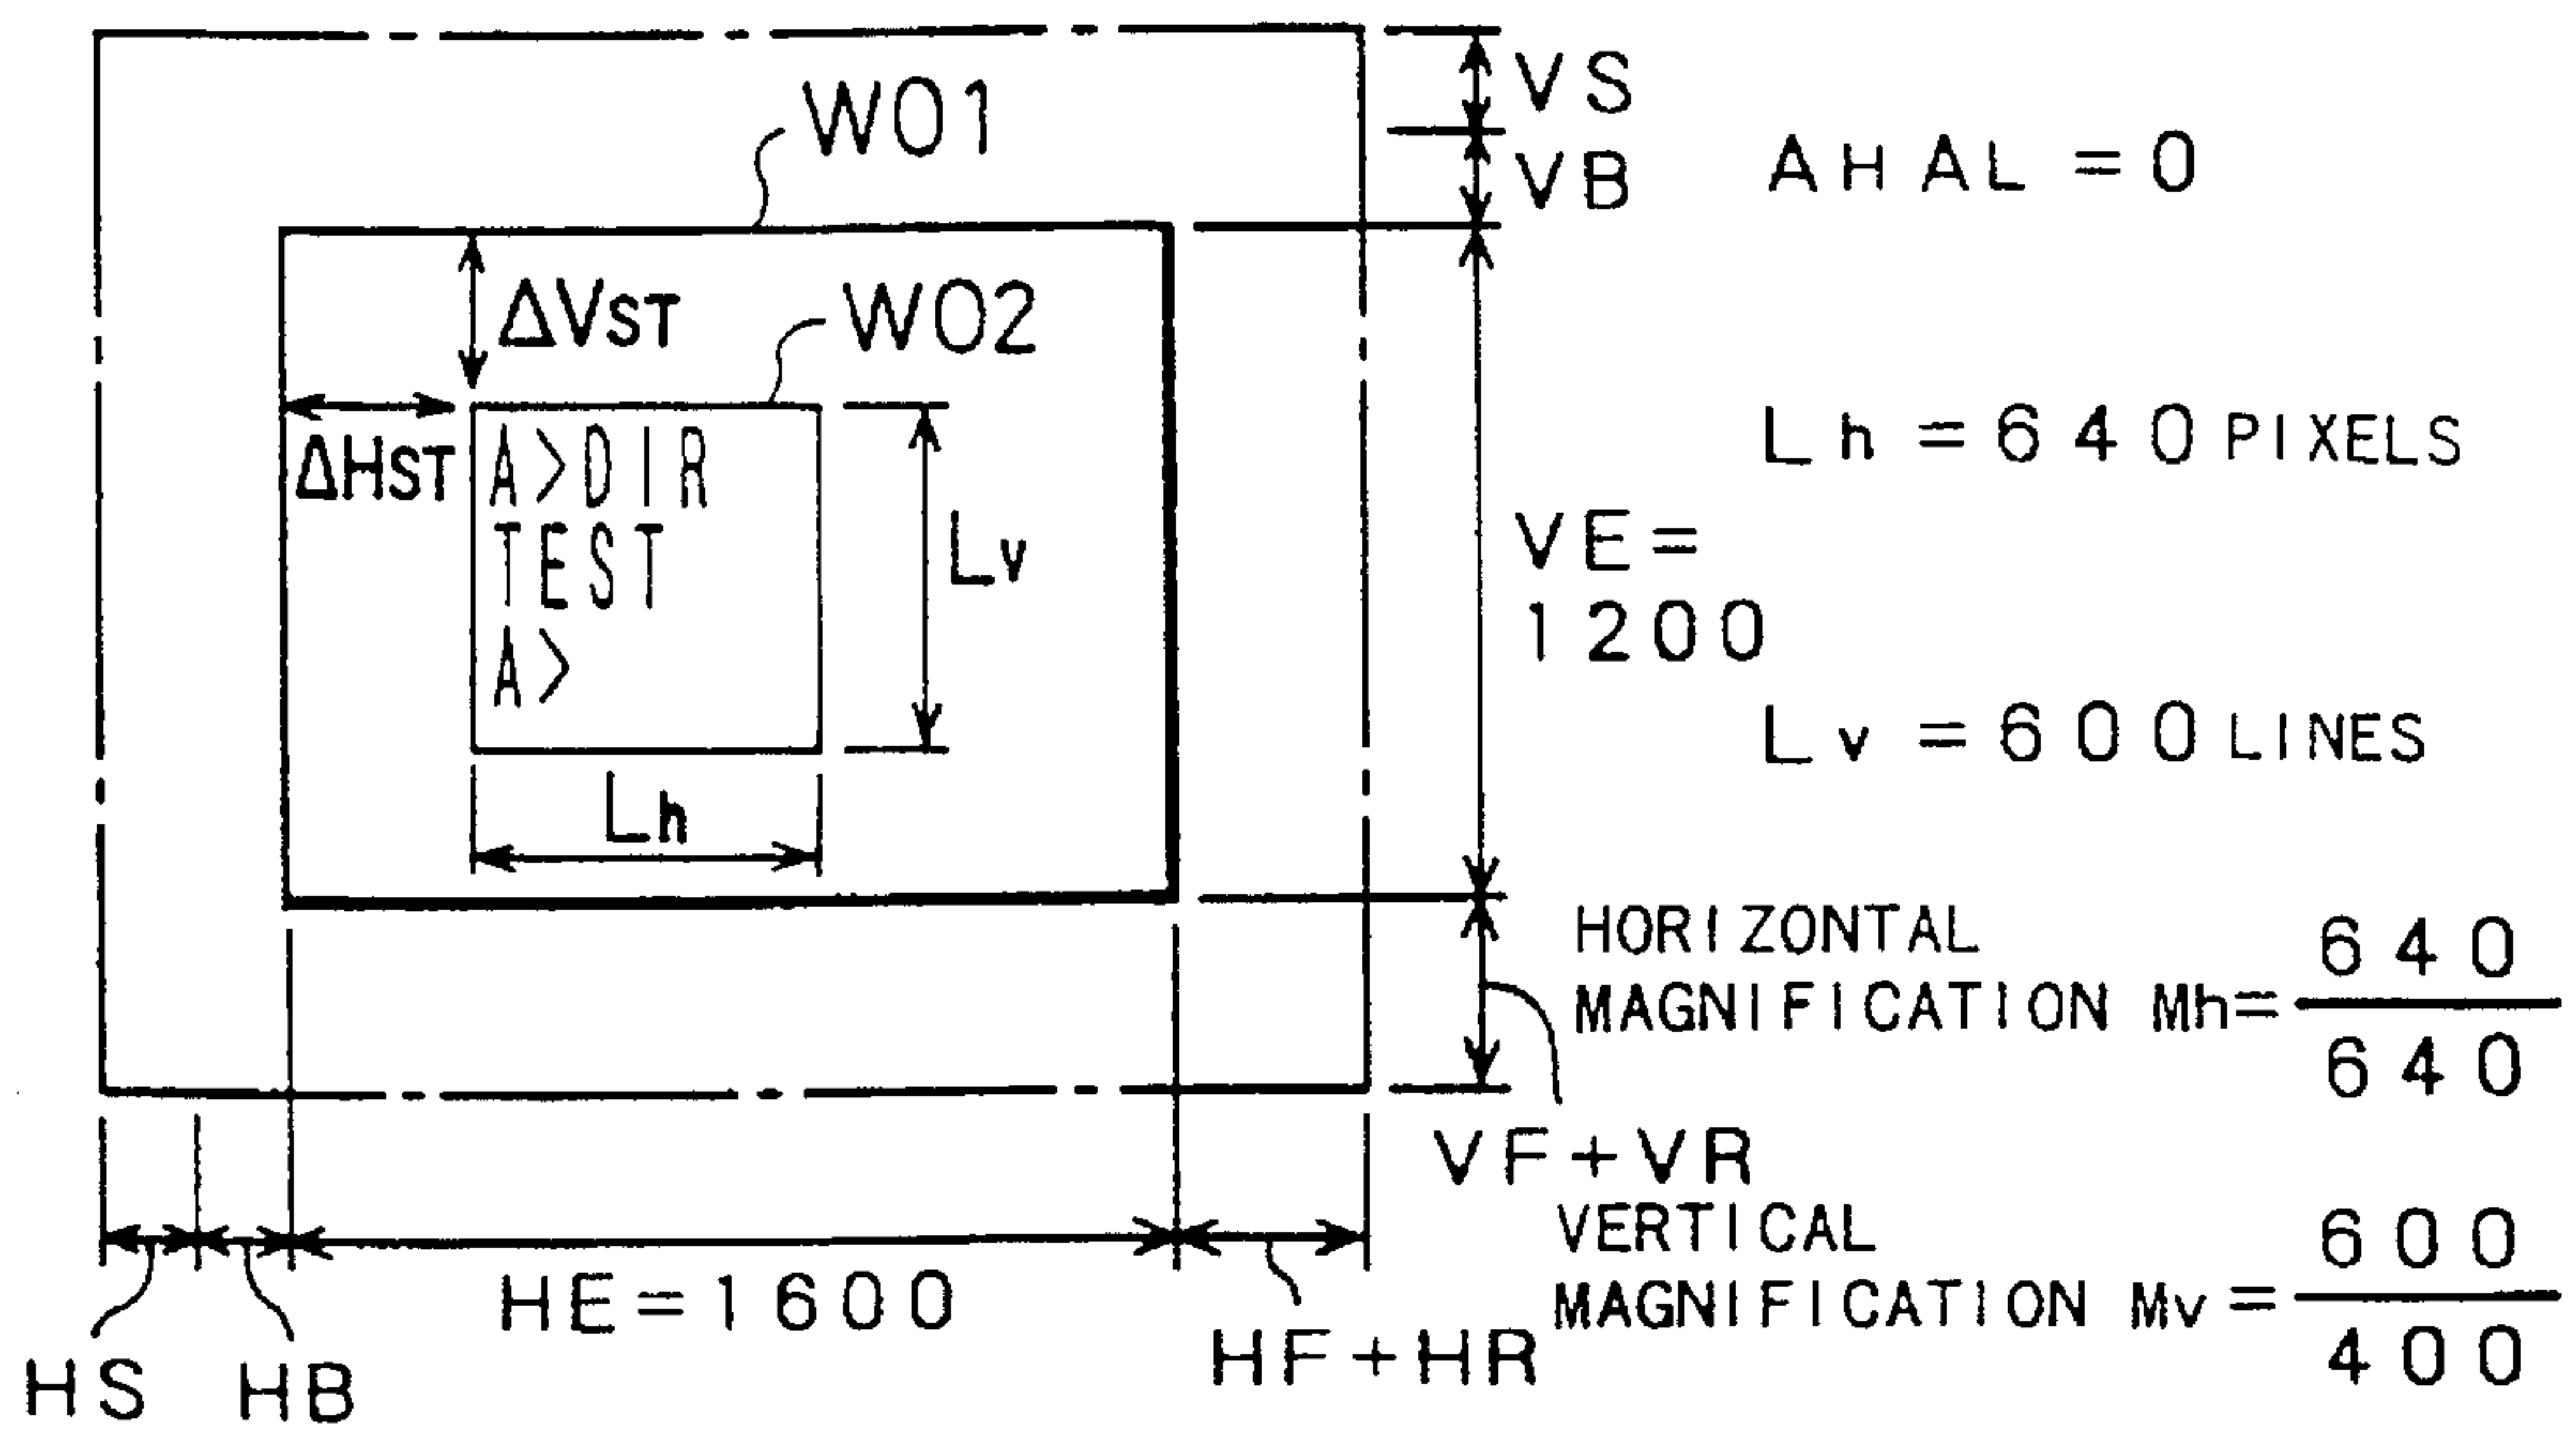 VS
W01
VB
AHAL=0
ΔVST
W02
ΔHST
A>DIR
TEST
A>
Lv
Lh
Lh=640 PIXELS
VE=
1200
Lv=600 LINES
HORIZONTAL
MAGNIFICATION Mh=640/640
VF+VR
VERTICAL
MAGNIFICATION Mv=600/400
HE=1600
HF+HR
HS
HB